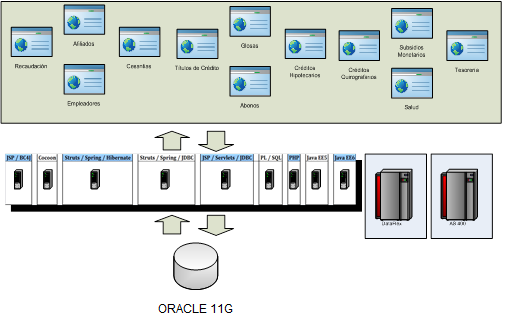 Afiliados
Glosas
Subsidios
Monetarios
Recaudación
Cesantías
Títulos de Crédito
Créditos
Hipotecarios
Créditos
Quirografarios
Tesorería
Empleadores
Abonos
Salud
JSP / BC4J
Cocoon
Struts / Spring / Hibernate
Struts / Spring / JDBC
JSP / Servlets / JDBC
PL / SQL
PHP
Java EE5
Java EE6
DataFlex
AS 400
ORACLE 11G